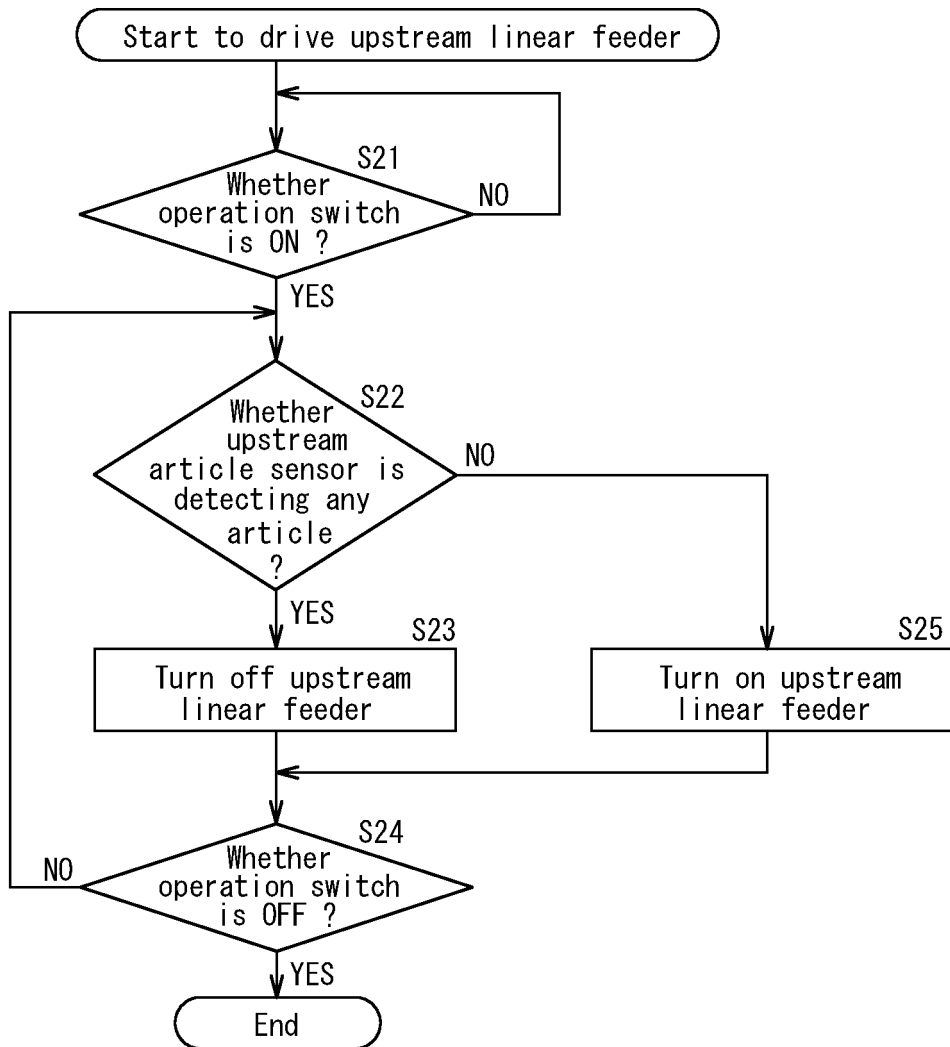 Start to drive upstream linear feeder
S21
Whether
operation switch
is ON ?
NO
YES
S22
Whether
upstream
article sensor is
detecting any
article
?
NO
YES
S23
Turn off upstream
linear feeder
S25
Turn on upstream
linear feeder
S24
Whether
operation switch
is OFF ?
NO
YES
End